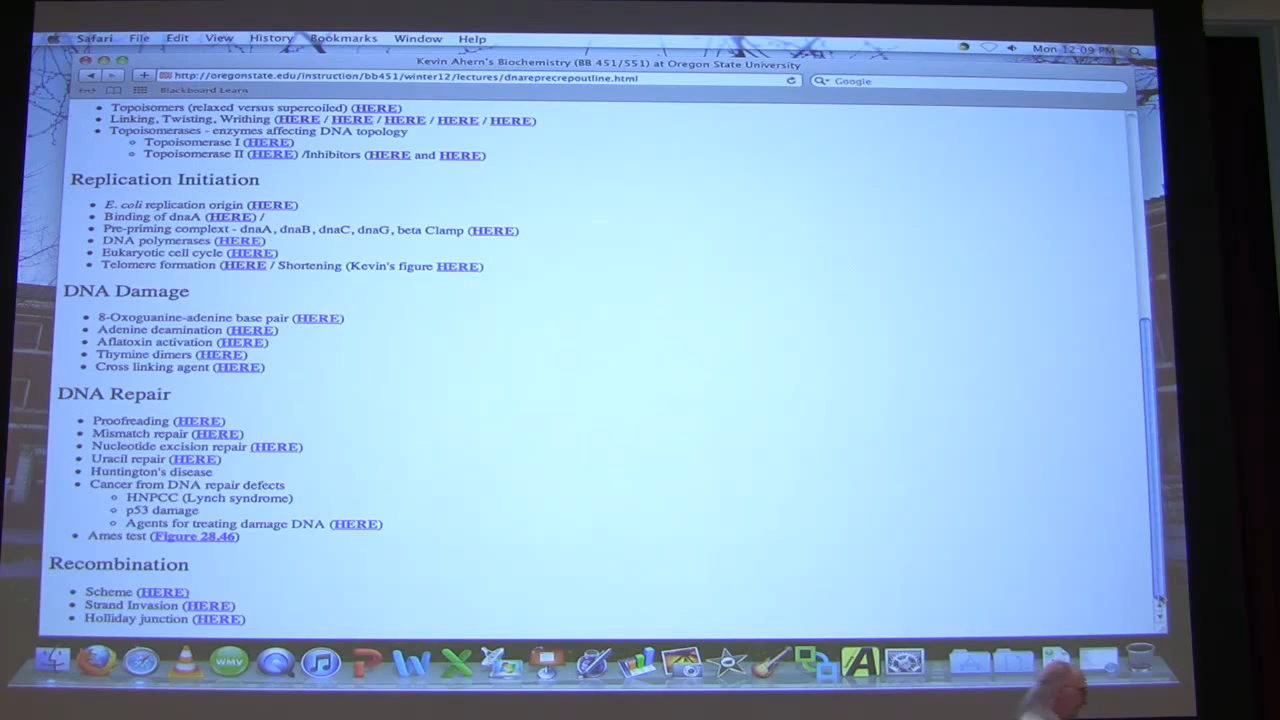 Safari File Edit View History Bookmarks Window Help Mon 12:09 PM
Kevin Ahern's Biochemistry (BB 451/551) at Oregon State University
http://oregonstate.edu/instruction/bb451/winter12/lectures/dnareprecrepoutline.html Google
Blackboard Learn
Topoisomers (relaxed versus supercoiled) (HERE)
Linking, Twisting, Writhing (HERE / HERE / HERE / HERE / HERE)
Topoisomerases - enzymes affecting DNA topology
Topoisomerase I (HERE)
Topoisomerase II (HERE) /Inhibitors (HERE and HERE)
Replication Initiation
E. coli replication origin (HERE)
Binding of dnaA (HERE) /
Pre-priming complext - dnaA, dnaB, dnaC, dnaG, beta Clamp (HERE)
DNA polymerases (HERE)
Eukaryotic cell cycle (HERE)
Telomere formation (HERE / Shortening (Kevin's figure HERE)
DNA Damage
8-Oxoguanine-adenine base pair (HERE)
Adenine deamination (HERE)
Aflatoxin activation (HERE)
Thymine dimers (HERE)
Cross linking agent (HERE)
DNA Repair
Proofreading (HERE)
Mismatch repair (HERE)
Nucleotide excision repair (HERE)
Uracil repair (HERE)
Huntington's disease
Cancer from DNA repair defects
HNPCC (Lynch syndrome)
p53 damage
Agents for treating damage DNA (HERE)
Ames test (Figure 28.46)
Recombination
Scheme (HERE)
Strand Invasion (HERE)
Holliday junction (HERE)
WMV